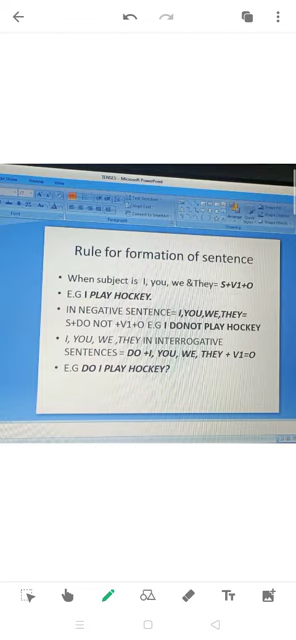 TENSES - Microsoft PowerPoint
Rule for formation of sentence
• When subject is I, you, we &They= S+V1+O
• E.G I PLAY HOCKEY.
• IN NEGATIVE SENTENCE= I,YOU,WE,THEY=
S+DO NOT +V1+O E.G I DONOT PLAY HOCKEY
• I, YOU, WE ,THEY IN INTERROGATIVE
SENTENCES = DO +I, YOU, WE, THEY + V1=O
• E.G DO I PLAY HOCKEY?